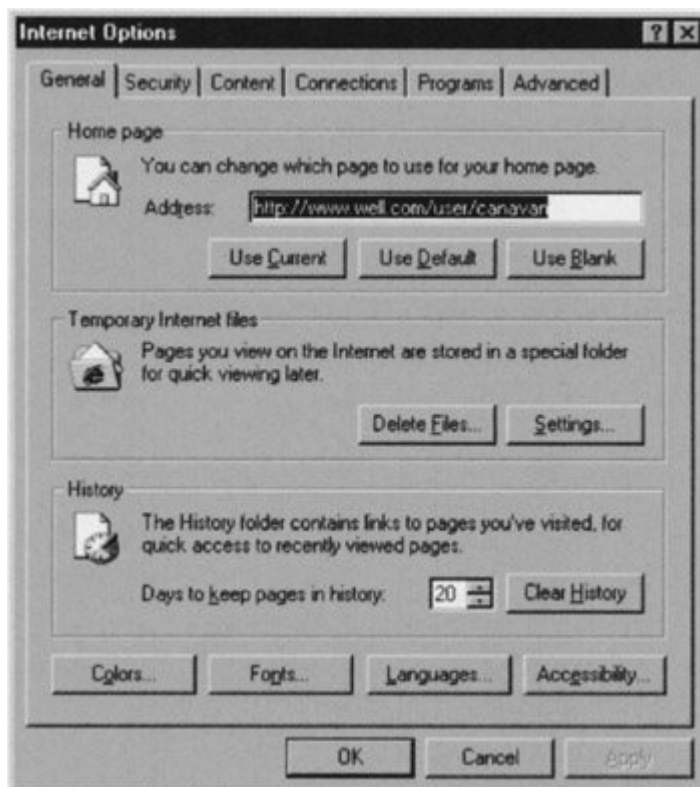 Internet Options
General Security Content Connections Programs Advanced
Home page
You can change which page to use for your home page.
Address: http://www.well.com/user/canavan
Use Current Use Default Use Blank
Temporary Internet files
Pages you view on the Internet are stored in a special folder
for quick viewing later.
Delete Files... Settings...
History
The History folder contains links to pages you've visited, for
quick access to recently viewed pages.
Days to keep pages in history: 20 Clear History
Colors... Fonts... Languages... Accessibility...
OK Cancel Apply